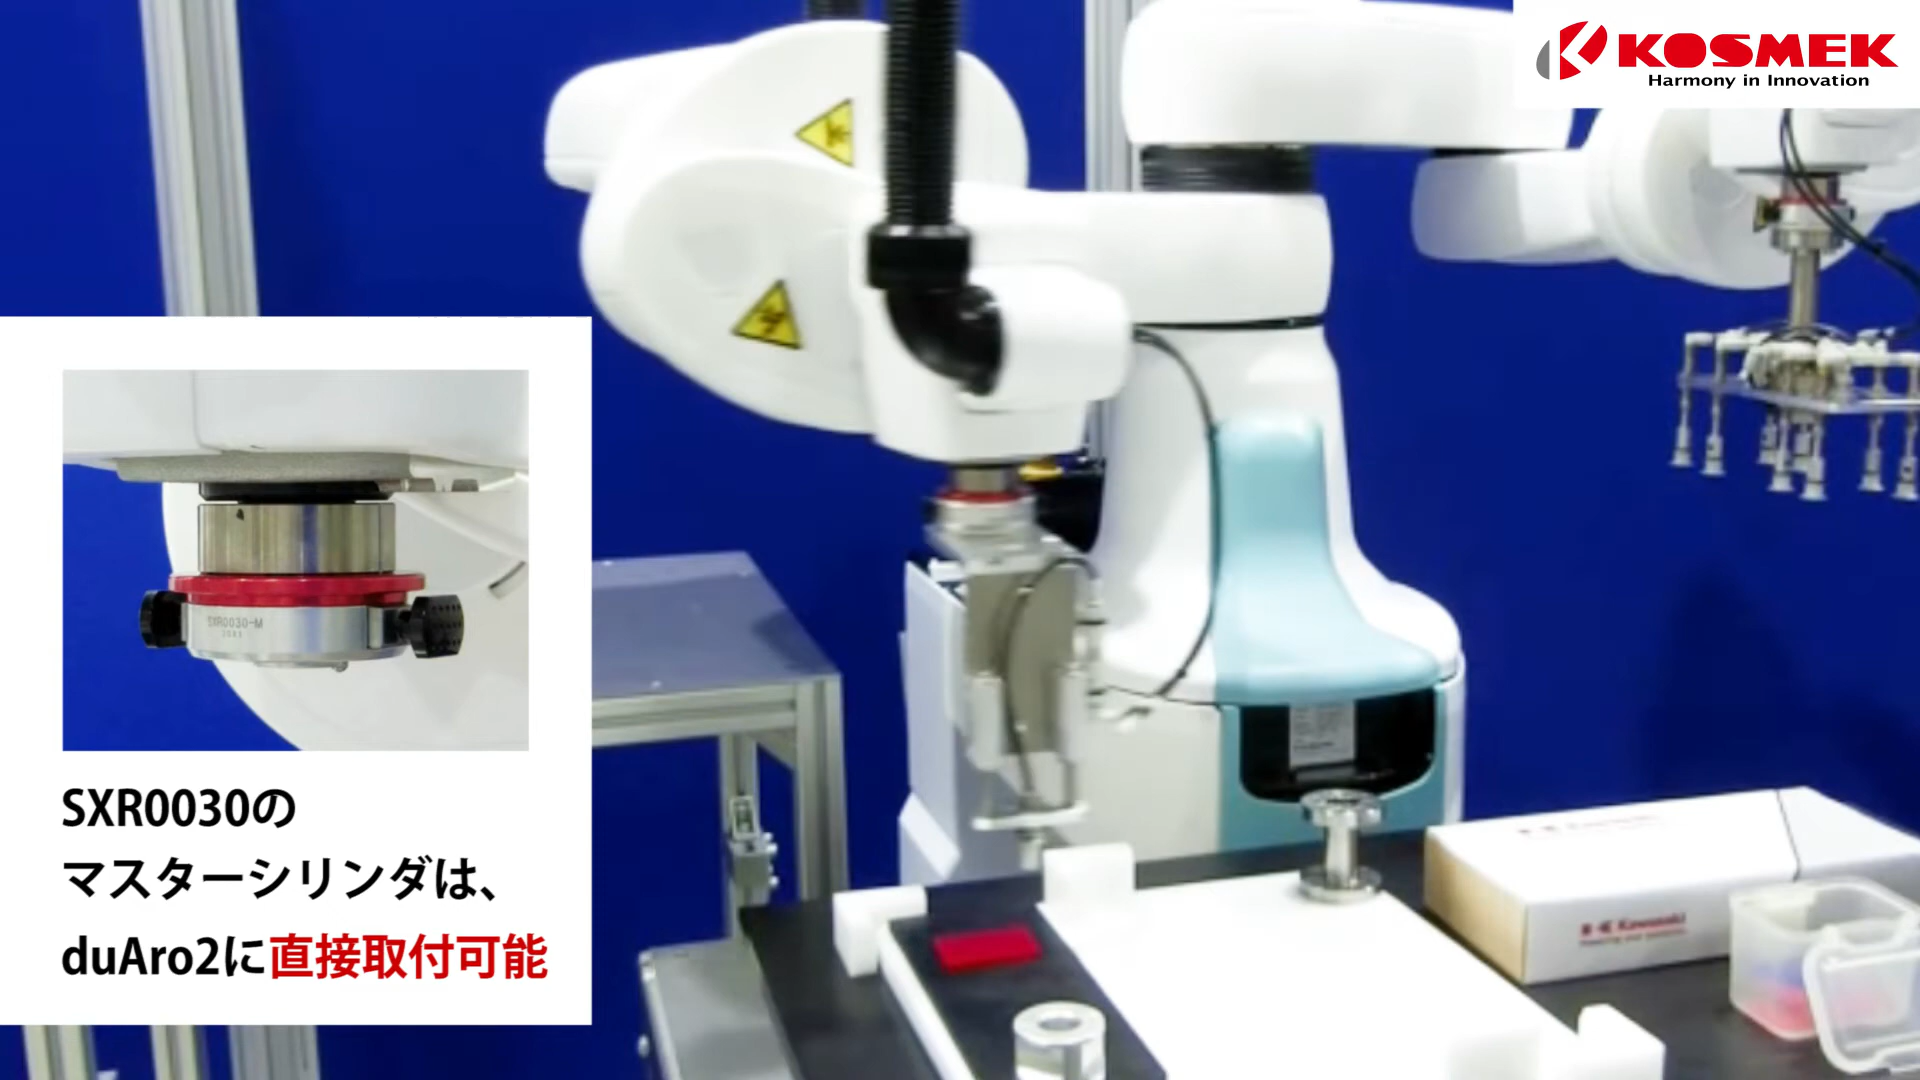 KOSMEK
Harmony in Innovation
SXR0030-M
SXR0030の
マスターシリンダは、
duAro2に直接取付可能
Kawasaki